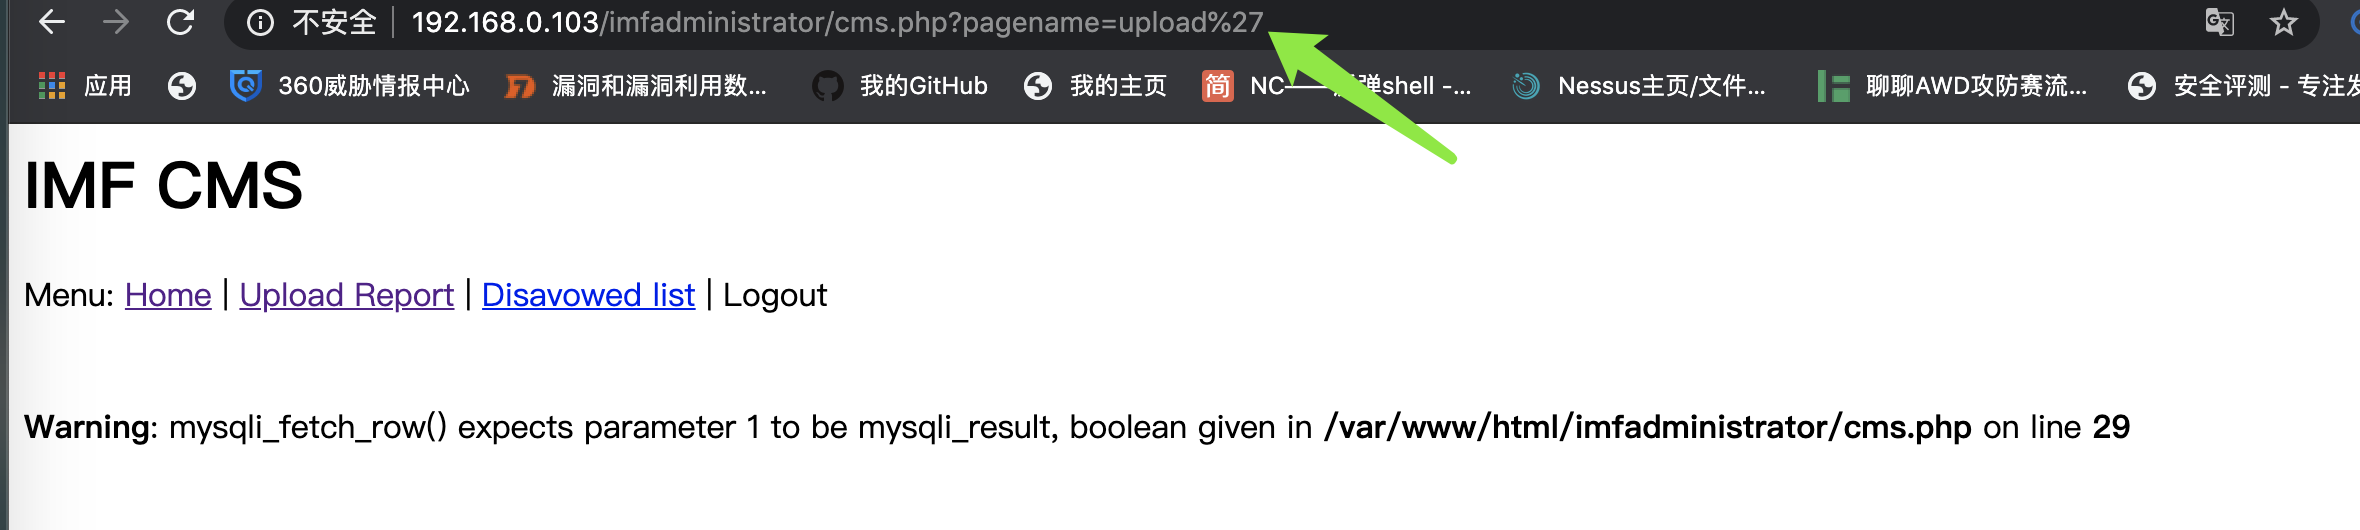 不安全 192.168.0.103/imfadministrator/cms.php?pagename=upload%27
应用 360威胁情报中心 漏洞和漏洞利用数... 我的GitHub 我的主页 简 NC——弹shell -... Nessus主页/文件... 聊聊AWD攻防赛流... 安全评测 - 专注发
IMF CMS
Menu: Home | Upload Report | Disavowed list | Logout
Warning: mysqli_fetch_row() expects parameter 1 to be mysqli_result, boolean given in /var/www/html/imfadministrator/cms.php on line 29